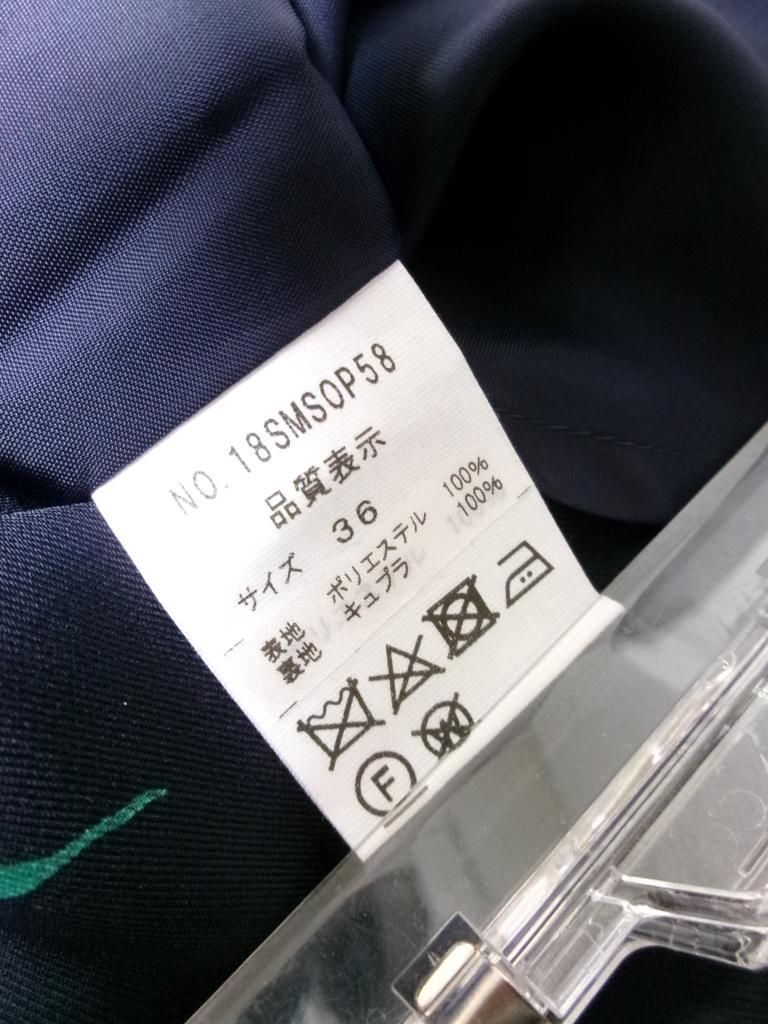 NO. 18SMSOP58
品質表示
サイズ 36
表地 ポリエステル 100%
裏地 キュプラ 100%
F W